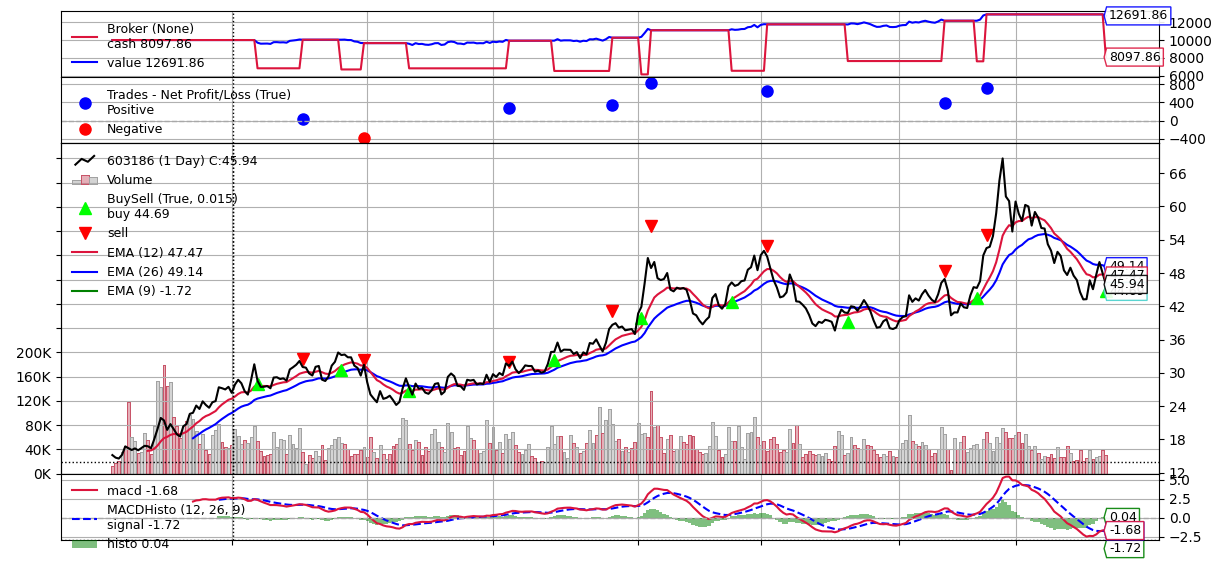 Broker (None)
cash 8097.86
value 12691.86
12691.86
12000
10000
8097.86
8000
6000
Trades - Net Profit/Loss (True)
Positive
Negative
800
400
0
−400
603186 (1 Day) C:45.94
Volume
BuySell (True, 0.015)
buy 44.69
sell
EMA (12) 47.47
EMA (26) 49.14
EMA (9) -1.72
200K
160K
120K
80K
40K
0K
66
60
54
49.14
48
47.47
45.94
42
36
30
24
18
12
macd -1.68
MACDHisto (12, 26, 9)
signal -1.72
histo 0.04
5.0
2.5
0.04
0.0
-1.68
−2.5
-1.72